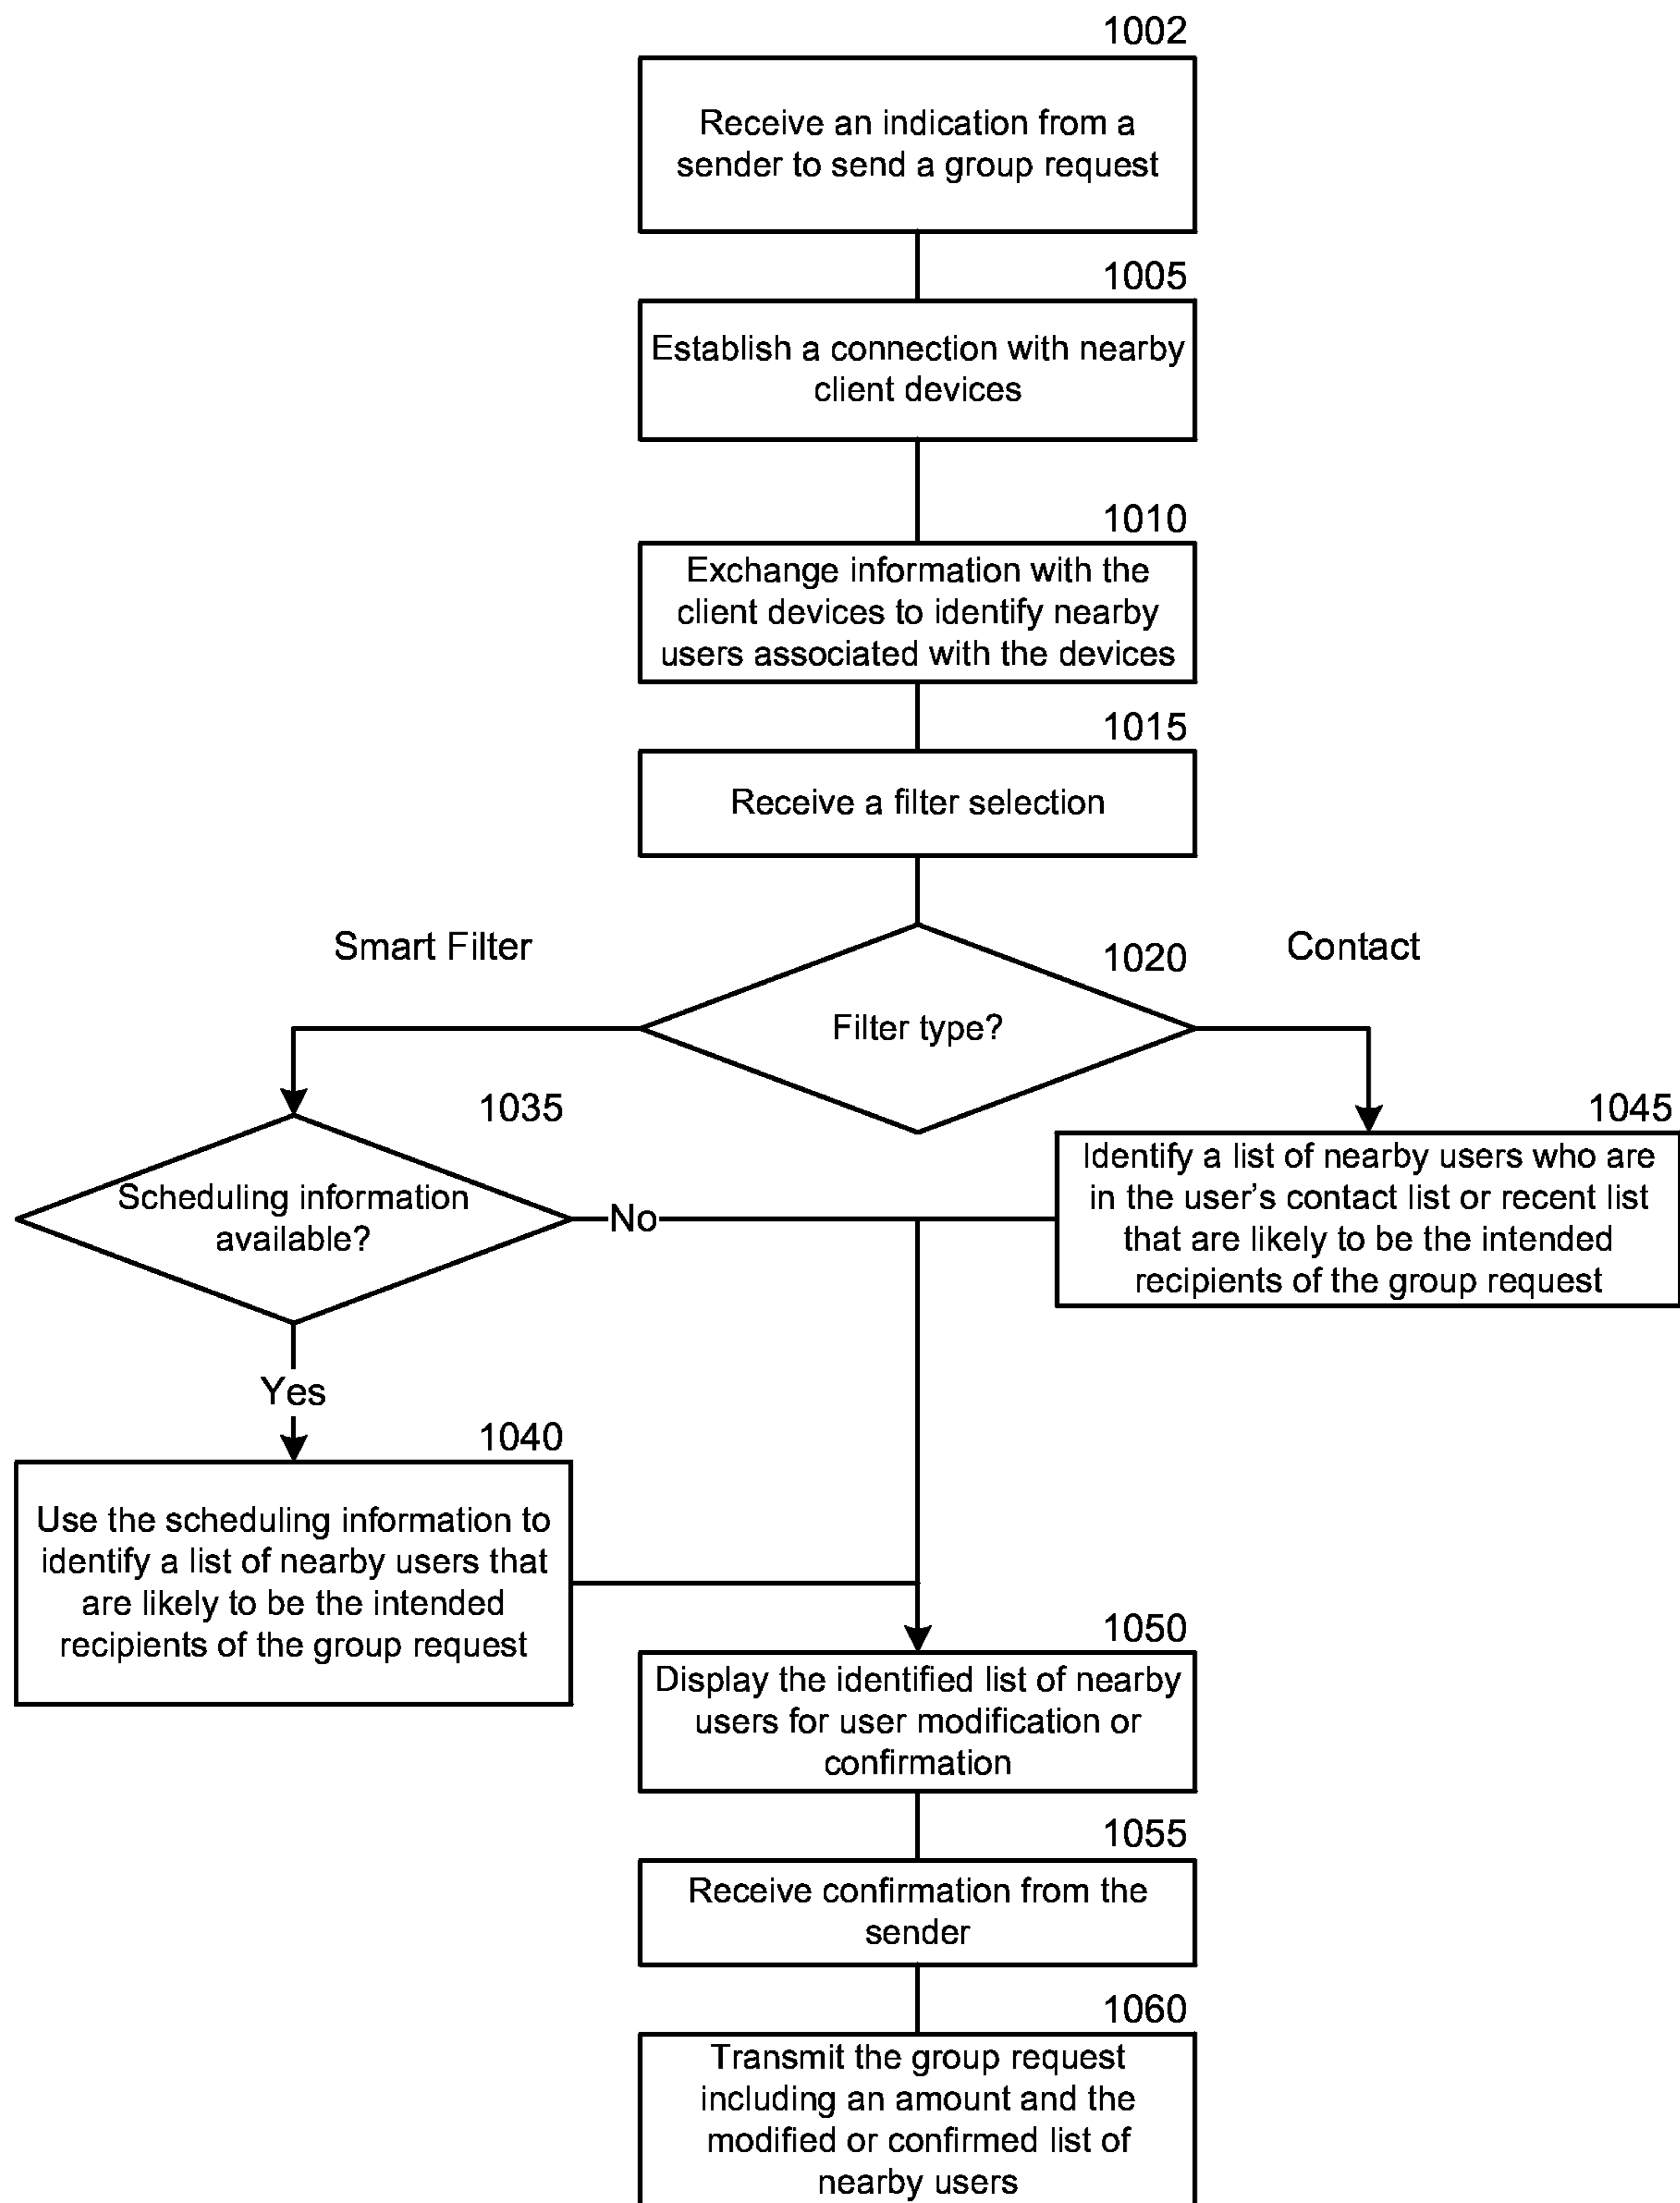 1002
Receive an indication from a
sender to send a group request
1005
Establish a connection with nearby
client devices
1010
Exchange information with the
client devices to identify nearby
users associated with the devices
1015
Receive a filter selection
Smart Filter
1020
Contact
Filter type?
1035
Scheduling information
available?
No
1045
Identify a list of nearby users who are
in the user's contact list or recent list
that are likely to be the intended
recipients of the group request
Yes
1040
Use the scheduling information to
identify a list of nearby users that
are likely to be the intended
recipients of the group request
1050
Display the identified list of nearby
users for user modification or
confirmation
1055
Receive confirmation from the
sender
1060
Transmit the group request
including an amount and the
modified or confirmed list of
nearby users